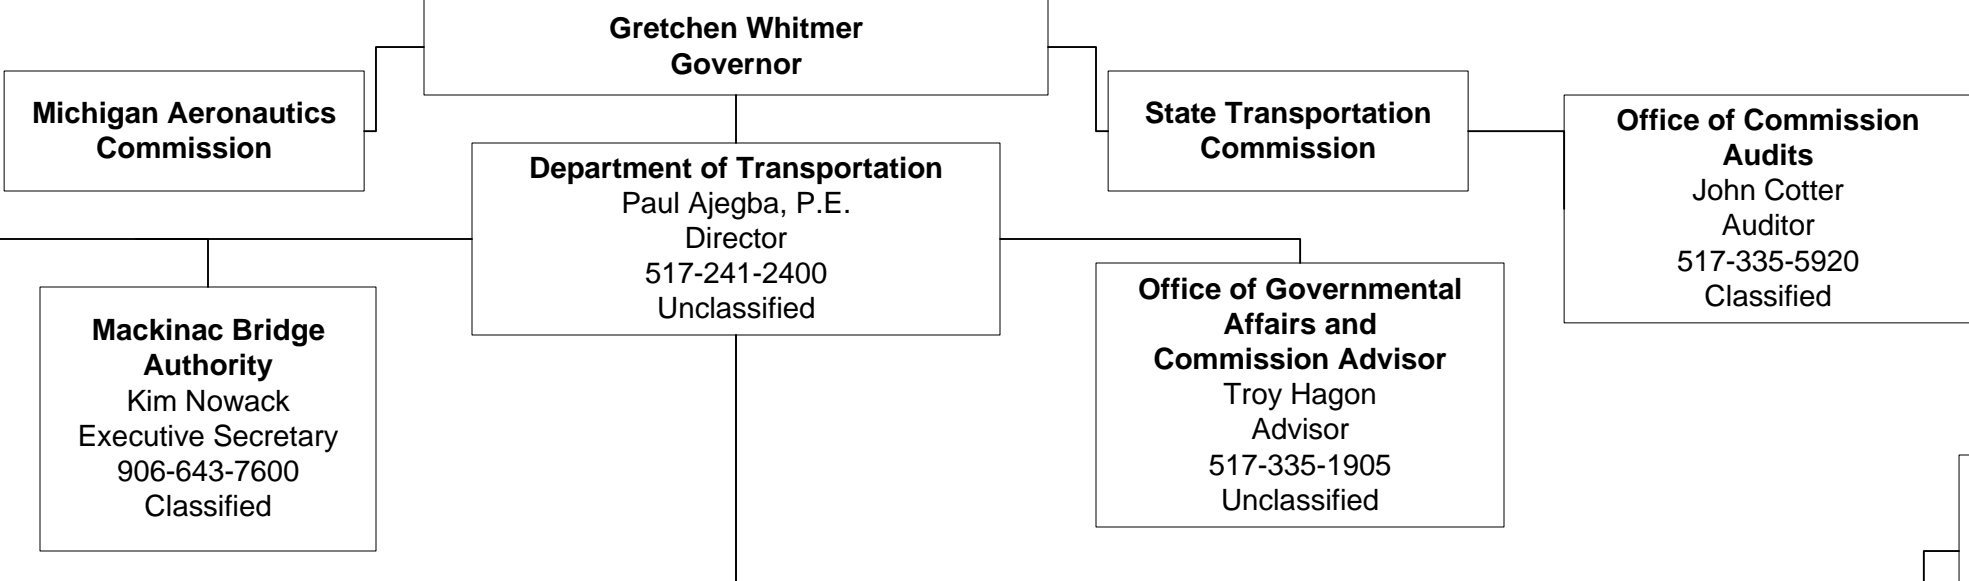 Gretchen Whitmer
Governor
Michigan Aeronautics
Commission
State Transportation
Commission
Office of Commission
Audits
John Cotter
Auditor
517-335-5920
Classified
Department of Transportation
Paul Ajegba, P.E.
Director
517-241-2400
Unclassified
Mackinac Bridge
Authority
Kim Nowack
Executive Secretary
906-643-7600
Classified
Office of Governmental
Affairs and
Commission Advisor
Troy Hagon
Advisor
517-335-1905
Unclassified